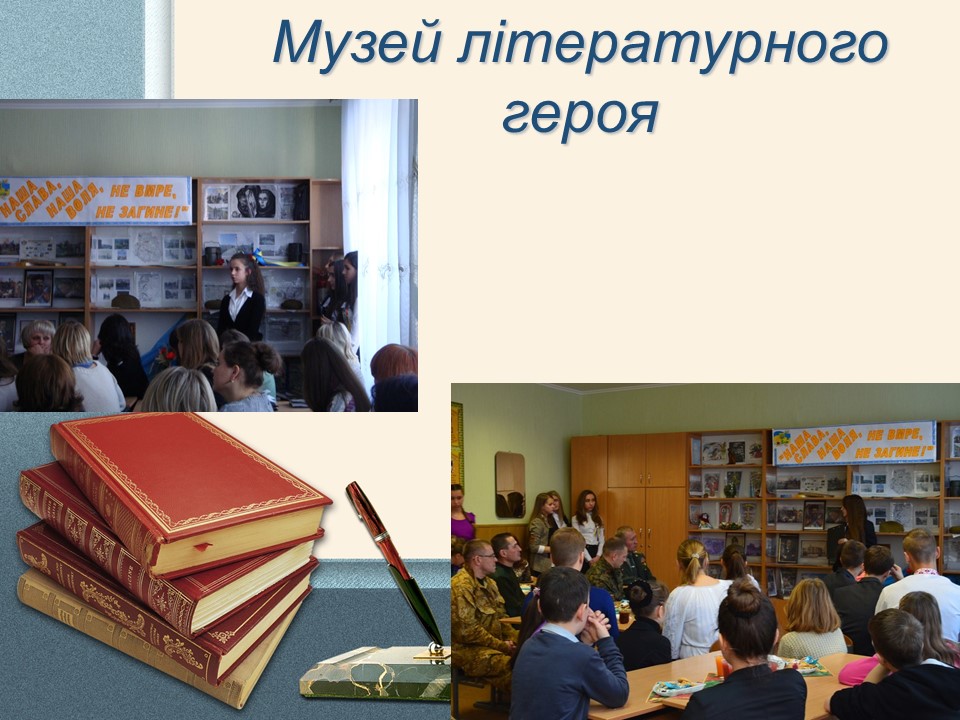 Музей літературного
героя
НАША
СЛАВА,
НАША
ВОЛЯ, НЕ ВМРЕ,
НЕ ЗАГИНЕ!"
"НАША
СЛАВА,
НАША
ВОЛЯ, НЕ ВМРЕ,
НЕ ЗАГИНЕ!"